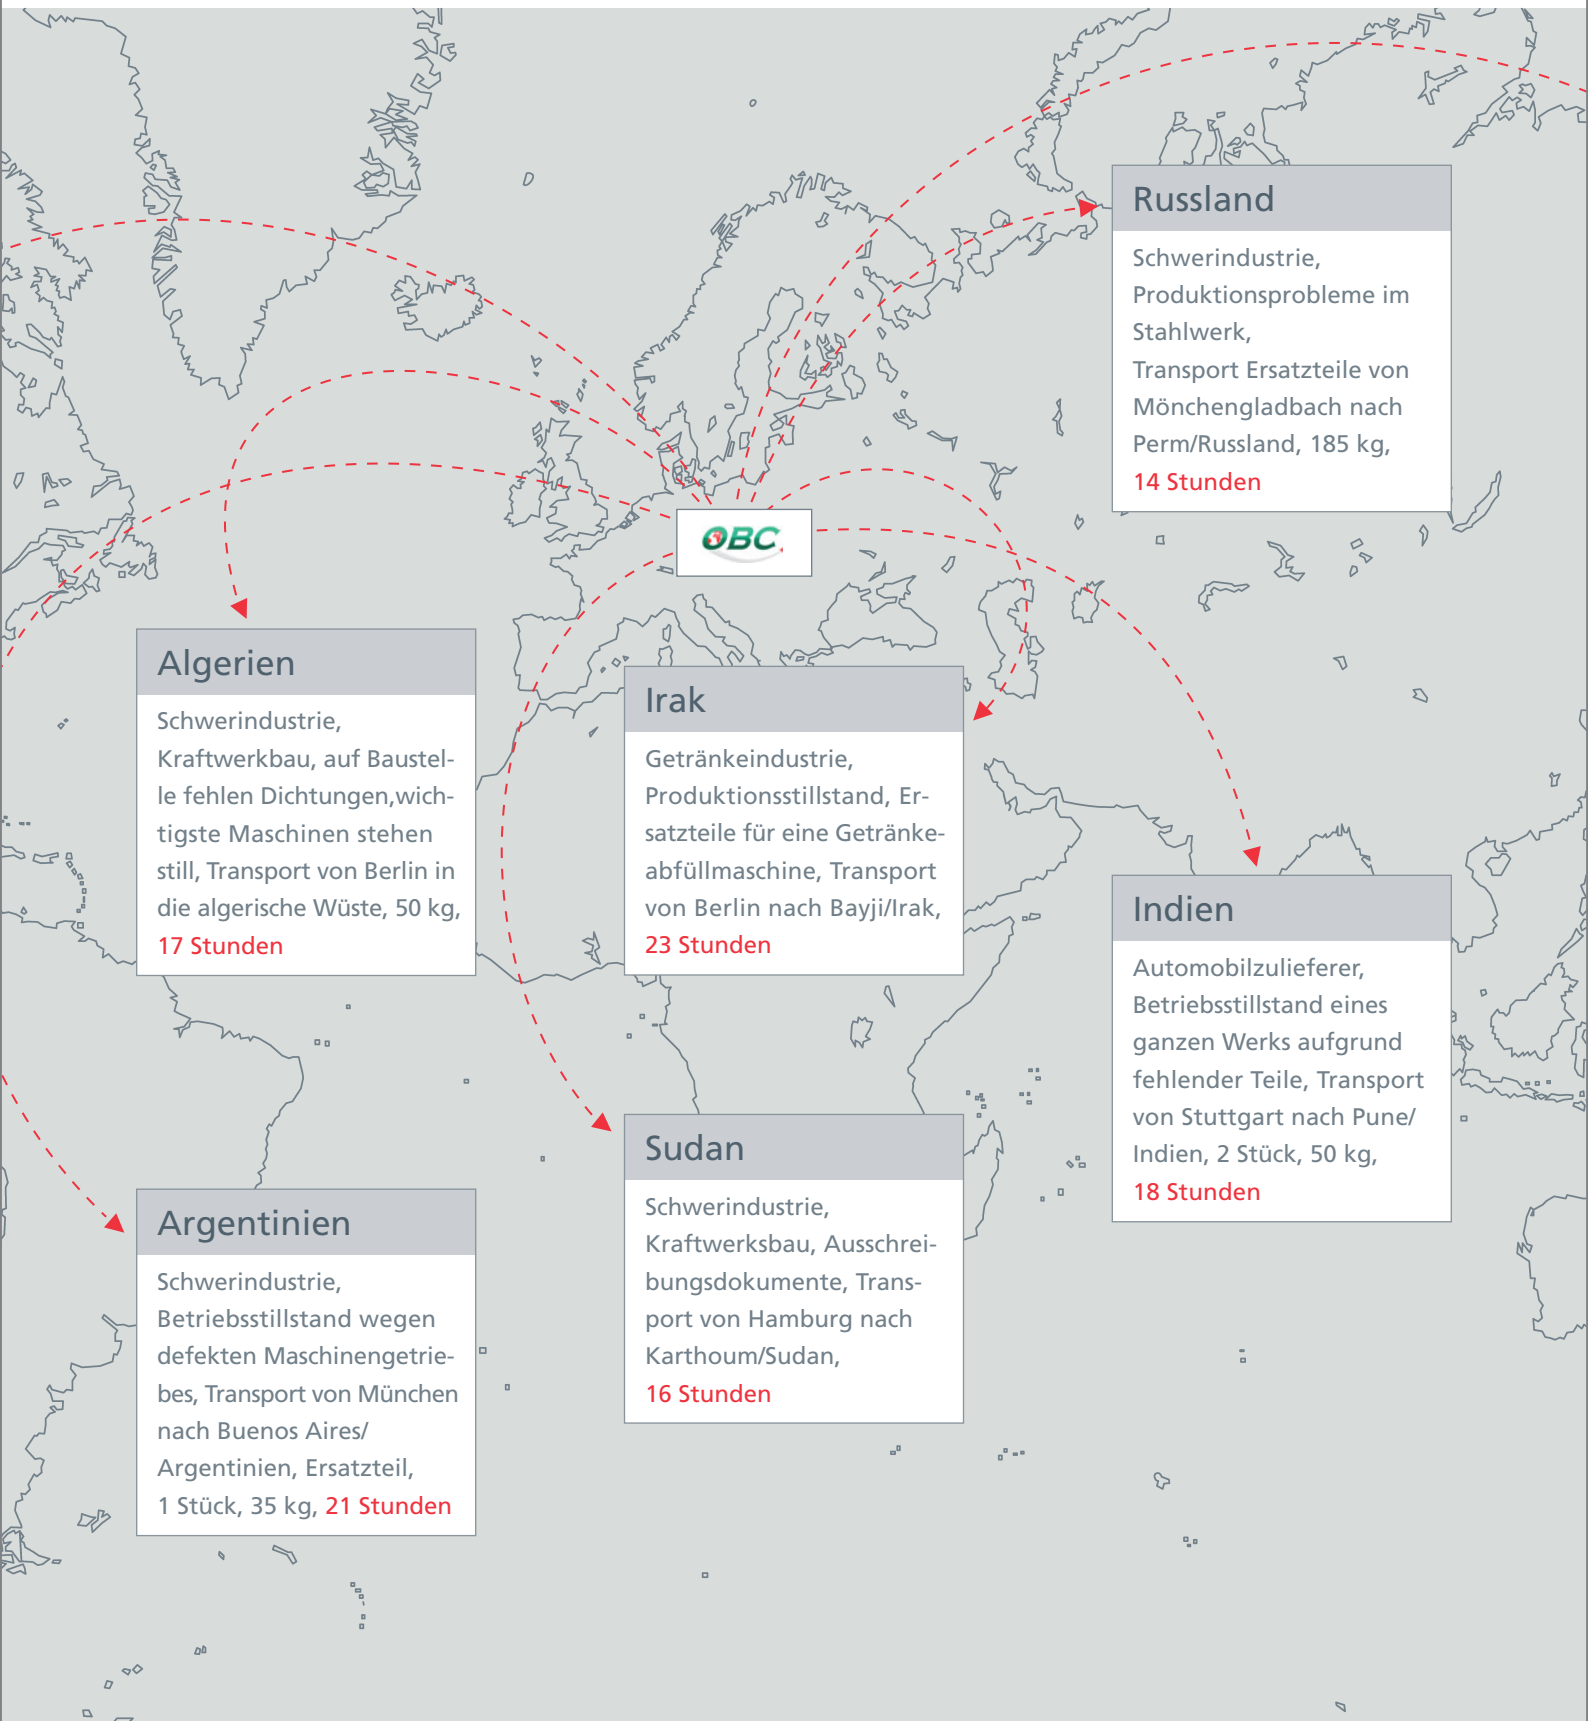 Russland
Schwerindustrie,
Produktionsprobleme im
Stahlwerk,
Transport Ersatzteile von
Mönchengladbach nach
Perm/Russland, 185 kg,
14 Stunden
OBC
Algerien
Schwerindustrie,
Kraftwerkbau, auf Baustel-
le fehlen Dichtungen,wich-
tigste Maschinen stehen
still, Transport von Berlin in
die algerische Wüste, 50 kg,
17 Stunden
Irak
Getränkeindustrie,
Produktionsstillstand, Er-
satzteile für eine Getränke-
abfüllmaschine, Transport
von Berlin nach Bayji/Irak,
23 Stunden
Indien
Automobilzulieferer,
Betriebsstillstand eines
ganzen Werks aufgrund
fehlender Teile, Transport
von Stuttgart nach Pune/
Indien, 2 Stück, 50 kg,
18 Stunden
Sudan
Schwerindustrie,
Kraftwerksbau, Ausschrei-
bungsdokumente, Trans-
port von Hamburg nach
Karthoum/Sudan,
16 Stunden
Argentinien
Schwerindustrie,
Betriebsstillstand wegen
defekten Maschinengetrie-
bes, Transport von München
nach Buenos Aires/
Argentinien, Ersatzteil,
1 Stück, 35 kg, 21 Stunden